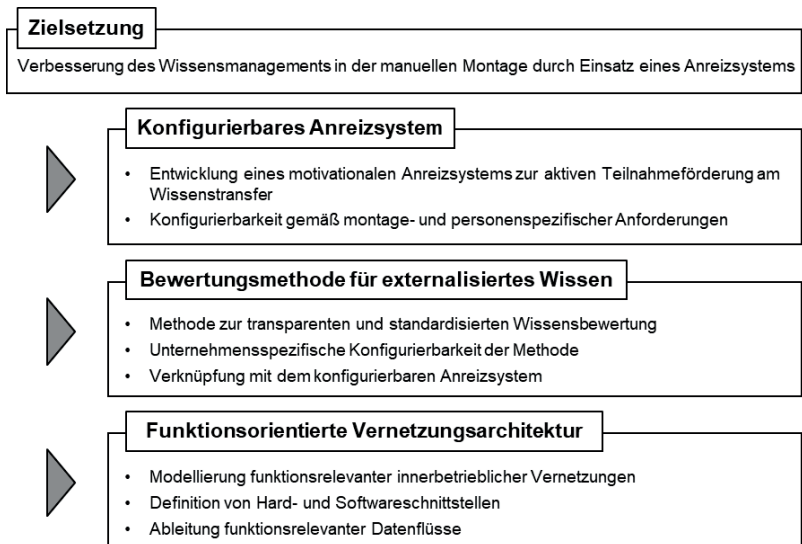 Zielsetzung
Verbesserung des Wissensmanagements in der manuellen Montage durch Einsatz eines Anreizsystems
Konfigurierbares Anreizsystem
• Entwicklung eines motivationalen Anreizsystems zur aktiven Teilnahmeförderung am
Wissenstransfer
• Konfigurierbarkeit gemäß montage- und personenspezifischer Anforderungen
Bewertungsmethode für externalisiertes Wissen
• Methode zur transparenten und standardisierten Wissensbewertung
• Unternehmensspezifische Konfigurierbarkeit der Methode
• Verknüpfung mit dem konfigurierbaren Anreizsystem
Funktionsorientierte Vernetzungsarchitektur
• Modellierung funktionsrelevanter innerbetrieblicher Vernetzungen
• Definition von Hard- und Softwareschnittstellen
• Ableitung funktionsrelevanter Datenflüsse